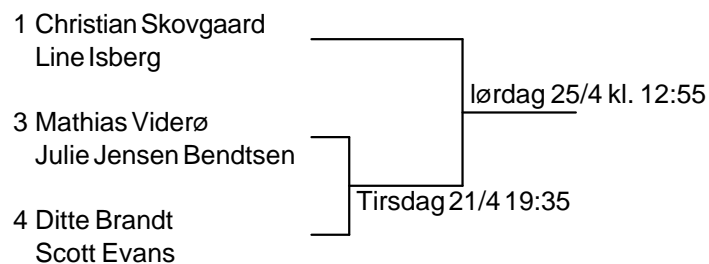 1 Christian Skovgaard
Line Isberg
lørdag 25/4 kl. 12:55
3 Mathias Viderø
Julie Jensen Bendtsen
Tirsdag 21/4 19:35
4 Ditte Brandt
Scott Evans